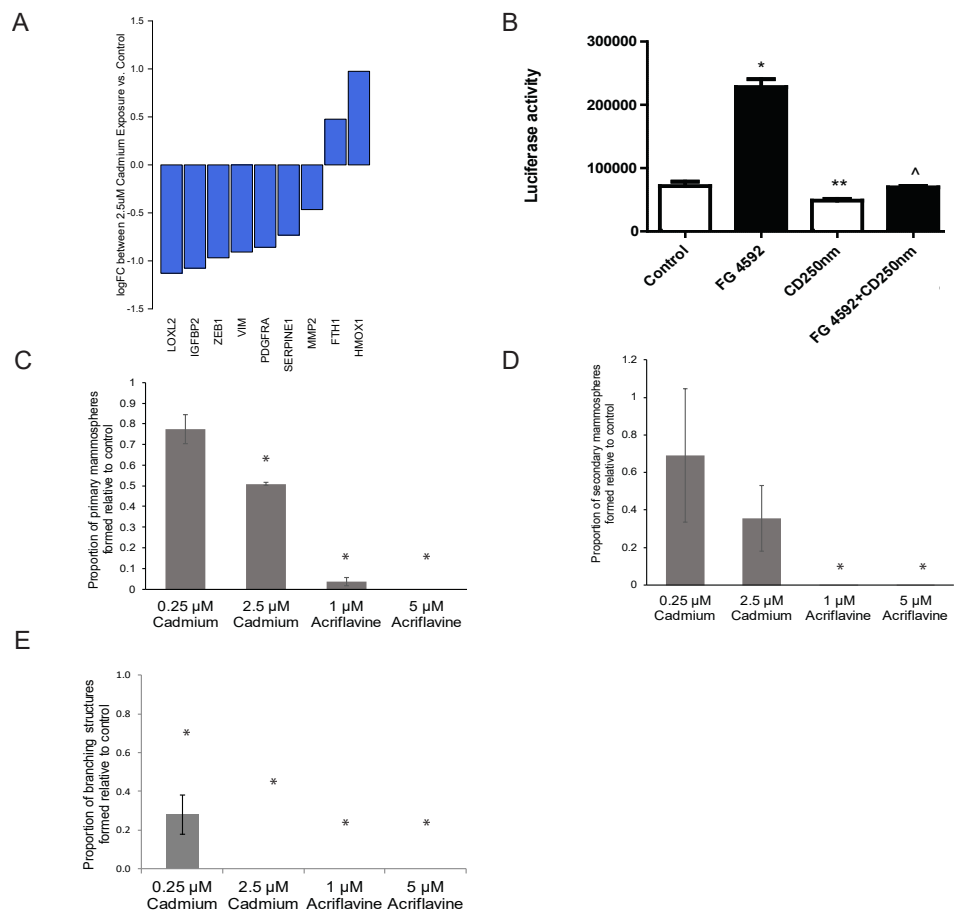 A
logFC between 2.5uM Cadmium Exposure vs. Control
1.5
1.0
0.5
0.0
-0.5
-1.0
-1.5
LOXL2
IGFBP2
ZEB1
VIM
PDGFRA
SERPINE1
MMP2
FTH1
HMOX1
B
Luciferase activity
300000
200000
100000
0
*
**
^
Control
FG 4592
CD250nm
FG 4592+CD250nm
C
Proportion of primary mammospheres
formed relative to control
1
0.9
0.8
0.7
0.6
0.5
0.4
0.3
0.2
0.1
0
*
*
*
0.25 µM
Cadmium
2.5 µM
Cadmium
1 µM
Acriflavine
5 µM
Acriflavine
D
Proportion of secondary mammospheres
formed relative to control
1.2
1
0.8
0.6
0.4
0.2
0
*
*
0.25 µM
Cadmium
2.5 µM
Cadmium
1 µM
Acriflavine
5 µM
Acriflavine
E
Proportion of branching structures
formed relative to control
1.0
0.8
0.6
0.4
0.2
0.0
*
*
*
*
0.25 µM
Cadmium
2.5 µM
Cadmium
1 µM
Acriflavine
5 µM
Acriflavine